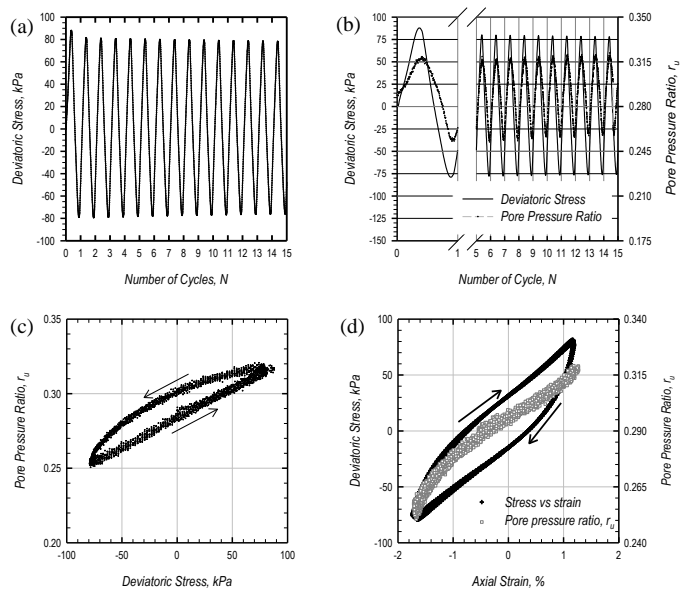 (a)
Deviatoric Stress, kPa
100
80
60
40
20
0
-20
-40
-60
-80
-100
0 1 2 3 4 5 6 7 8 9 10 11 12 13 14 15
Number of Cycles, N
(b)
Deviatoric Stress, kPa
100
75
50
25
0
-25
-50
-75
-100
-125
-150
0.350
0.315
0.280
0.245
0.210
0.175
Pore Pressure Ratio, ru
Deviatoric Stress
Pore Pressure Ratio
0 1 5 6 7 8 9 10 11 12 13 14 15
Number of Cycle, N
(c)
Pore Pressure Ratio, ru
0.35
0.30
0.25
0.20
-100 -50 0 50 100
Deviatoric Stress, kPa
(d)
Deviatoric Stress, kPa
100
50
0
-50
-100
0.340
0.315
0.290
0.265
0.240
Pore Pressure Ratio, ru
Stress vs strain
Pore pressure ratio, ru
-2 -1 0 1 2
Axial Strain, %